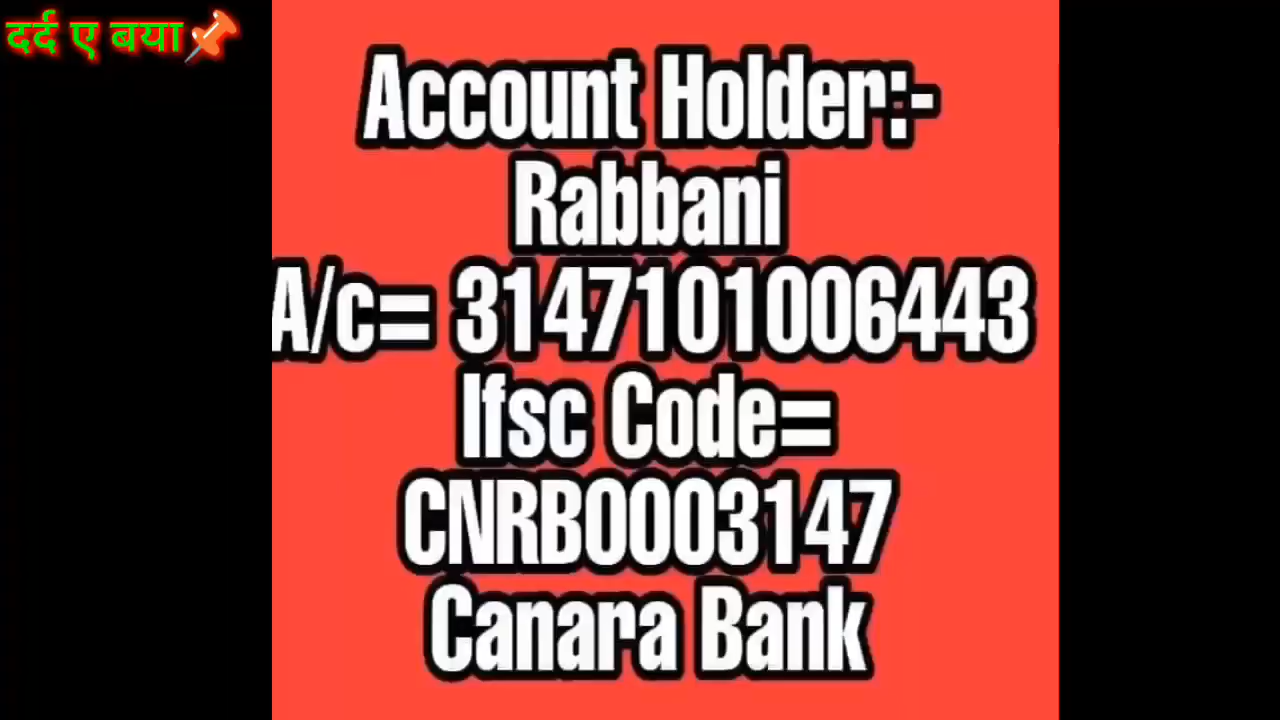 दर्द ए बया
Account Holder:-
Rabbani
A/c= 3147101006443
Ifsc Code=
CNRB0003147
Canara Bank